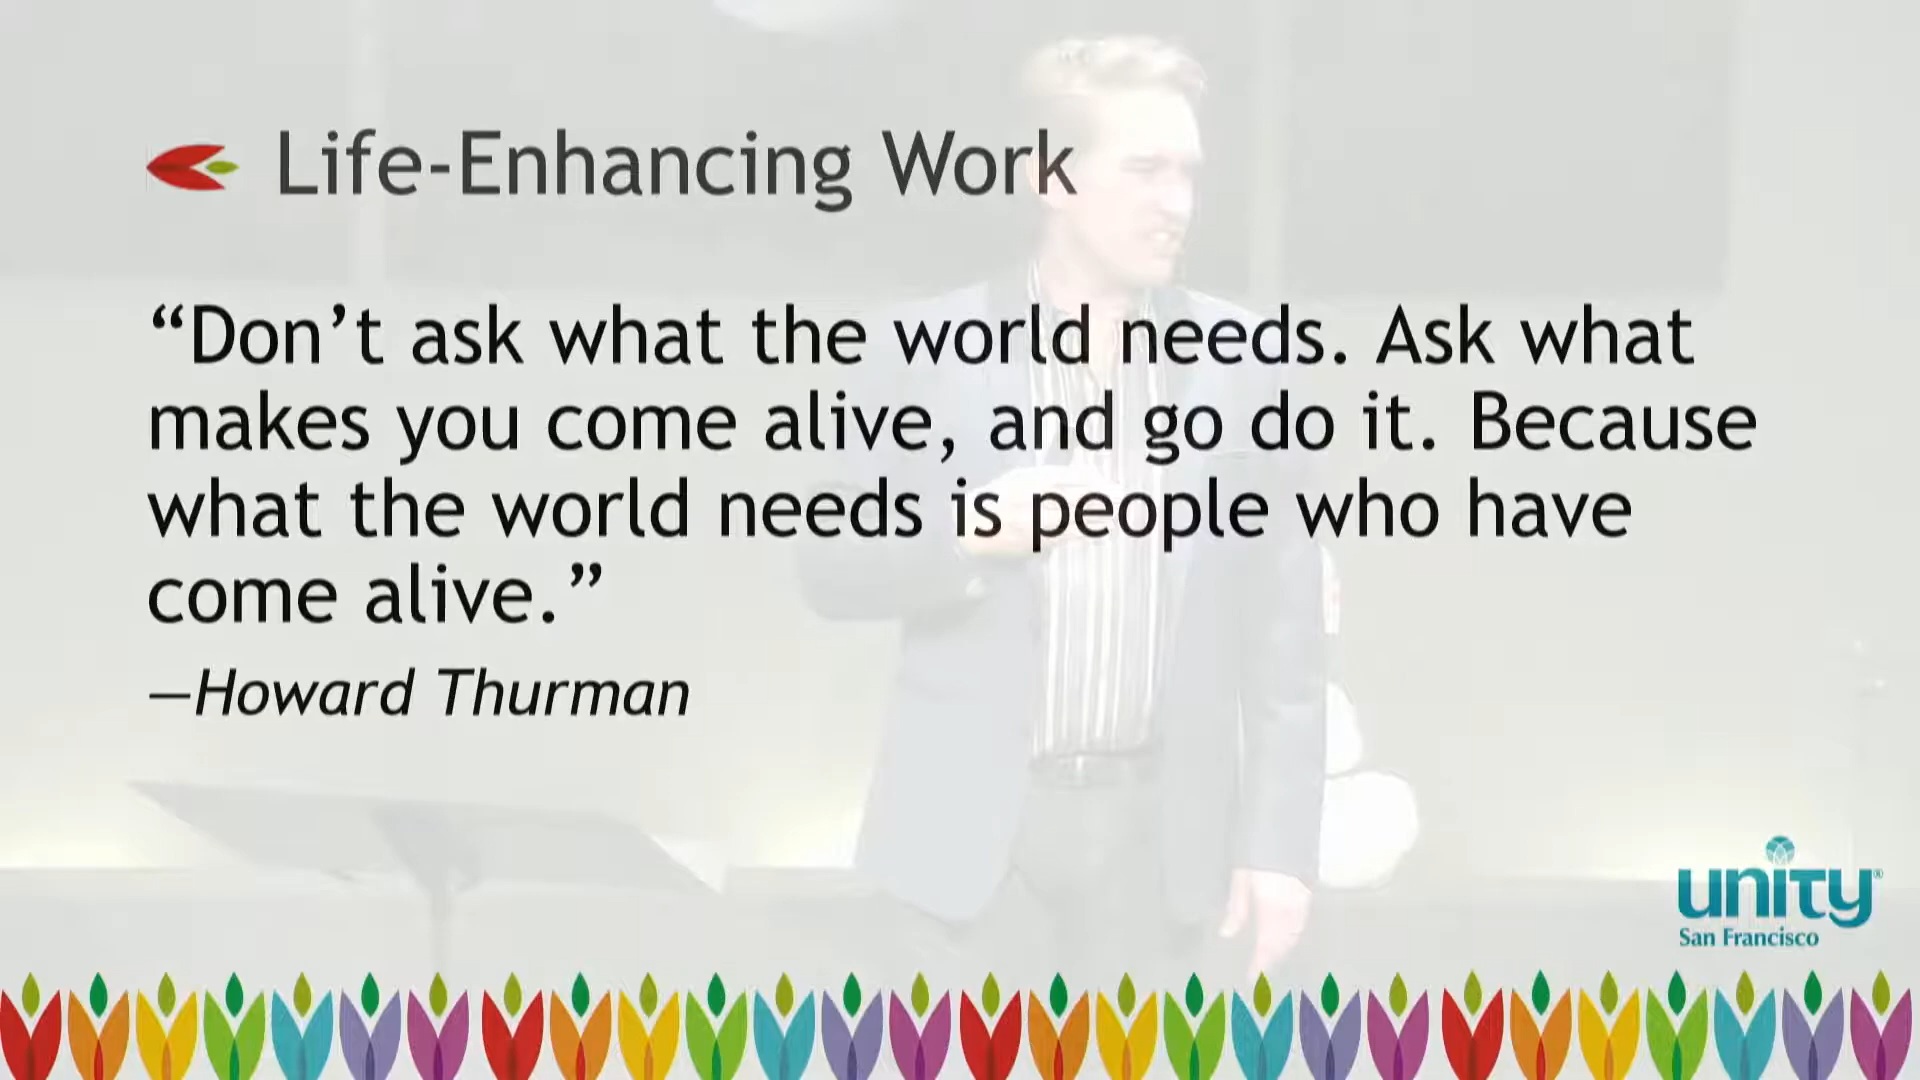 Life-Enhancing Work
“Don’t ask what the world needs. Ask what
makes you come alive, and go do it. Because
what the world needs is people who have
come alive.”
—Howard Thurman
unity®
San Francisco